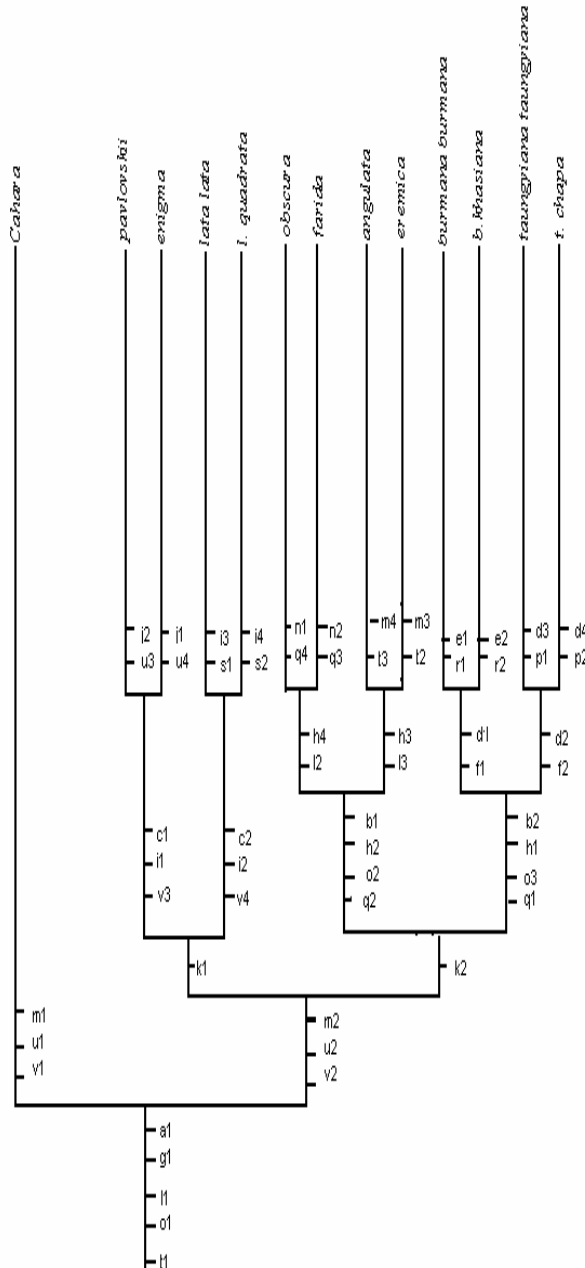 Cahara
pavlovskii
enigma
lata lata
l. quadrata
obscura
farida
angulata
eremica
burmana burmana
b. khasiana
taungyiana taungyiana
t. chapa
j2 j1 i3 i4 n1 n2 m4 m3 e1 e2 d3 d4
u3 u4 s1 s2 q4 q3 t3 t2 r1 r2 p1 p2
h4 h3 d1 d2
l2 l3 f1 f2
c1 c2 b1 b2
i1 i2 h2 h1
v3 v4 o2 o3
q2 q1
k1 k2
m1 m2
u1 u2
v1 v2
a1
g1
l1
o1
t1